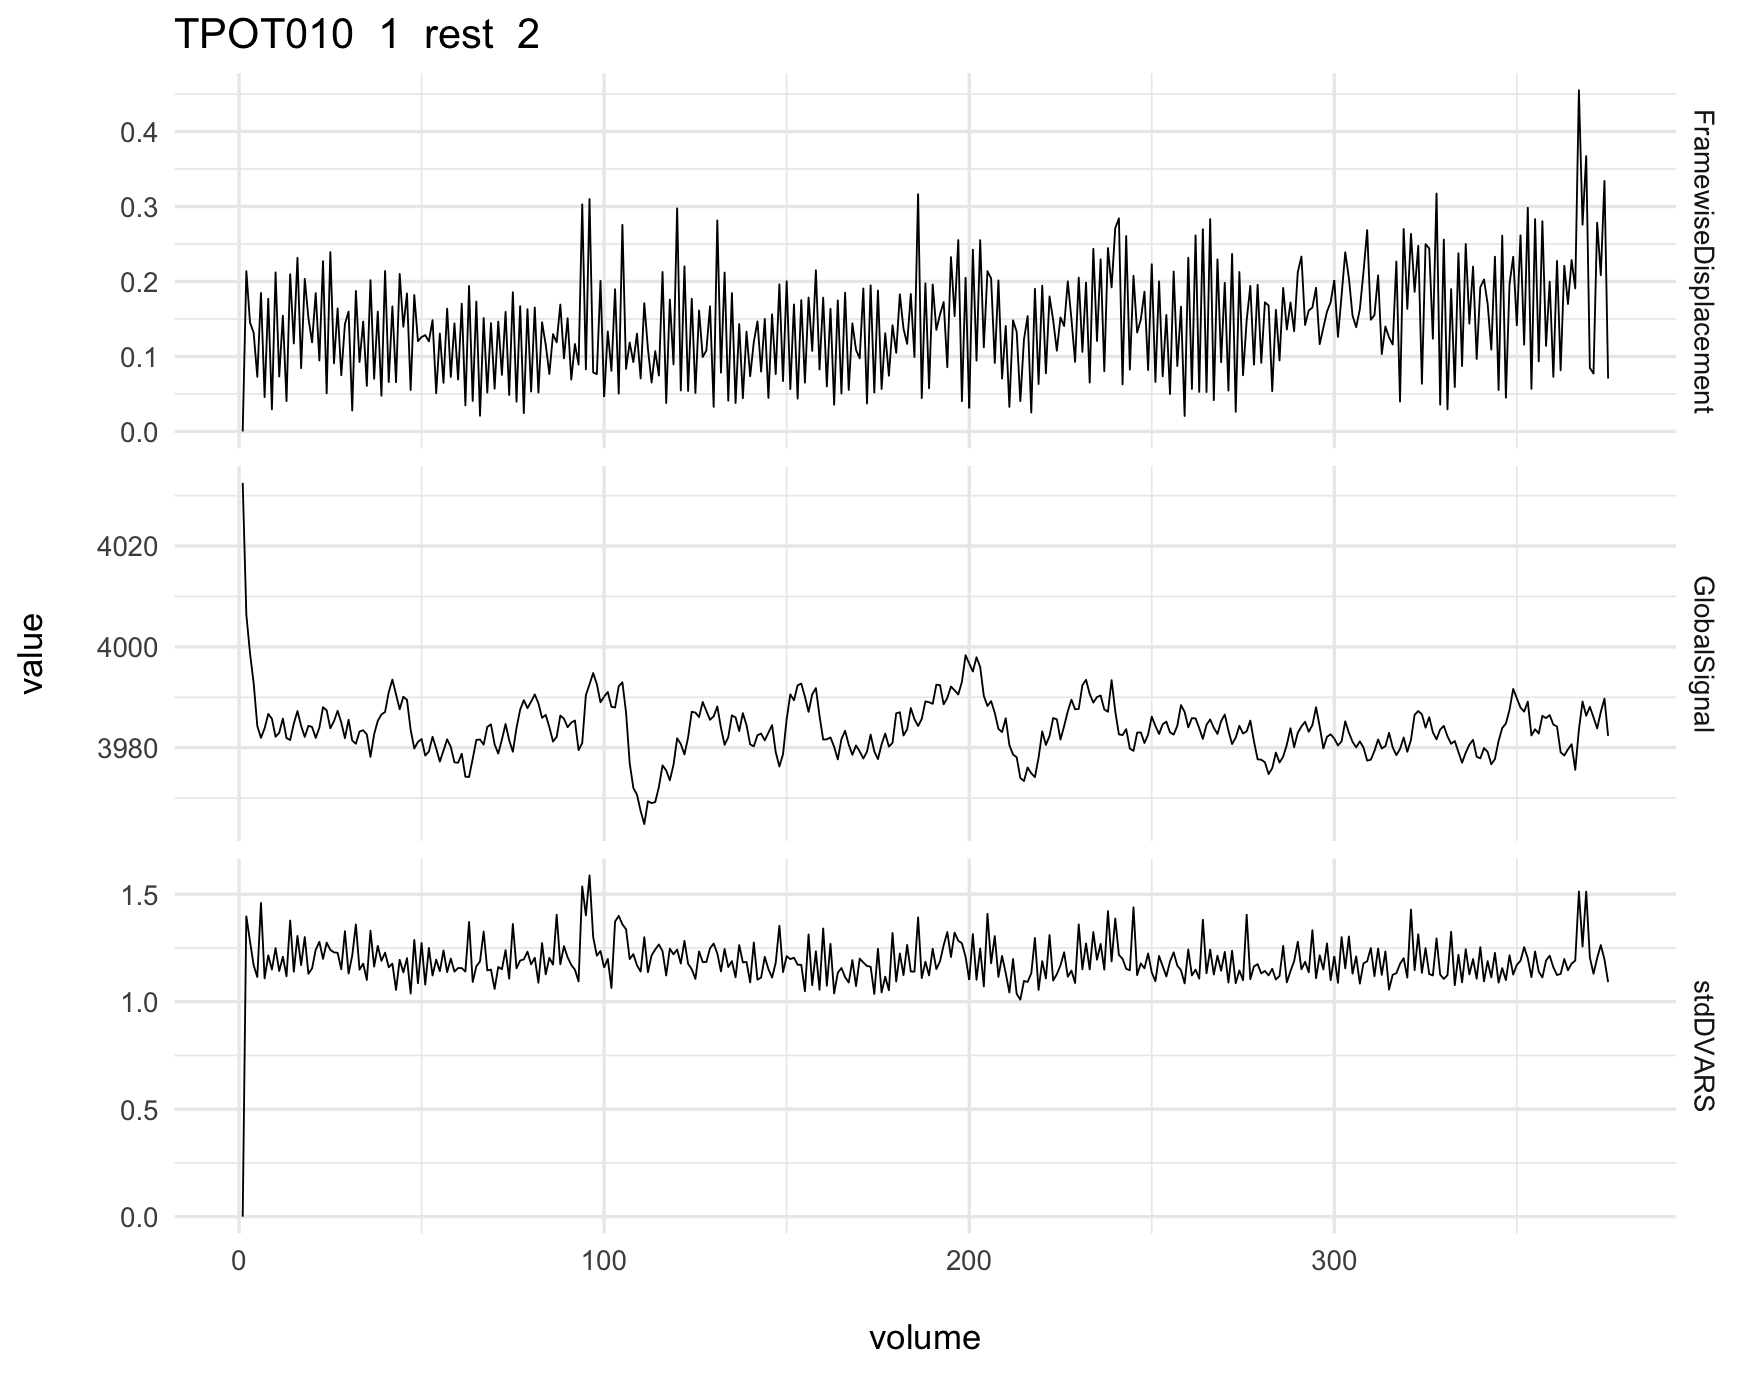 TPOT010 1 rest 2
0.4
0.3
0.2
0.1
0.0
FramewiseDisplacement
4020
4000
3980
GlobalSignal
1.5
1.0
0.5
0.0
stdDVARS
value
0 100 200 300
volume